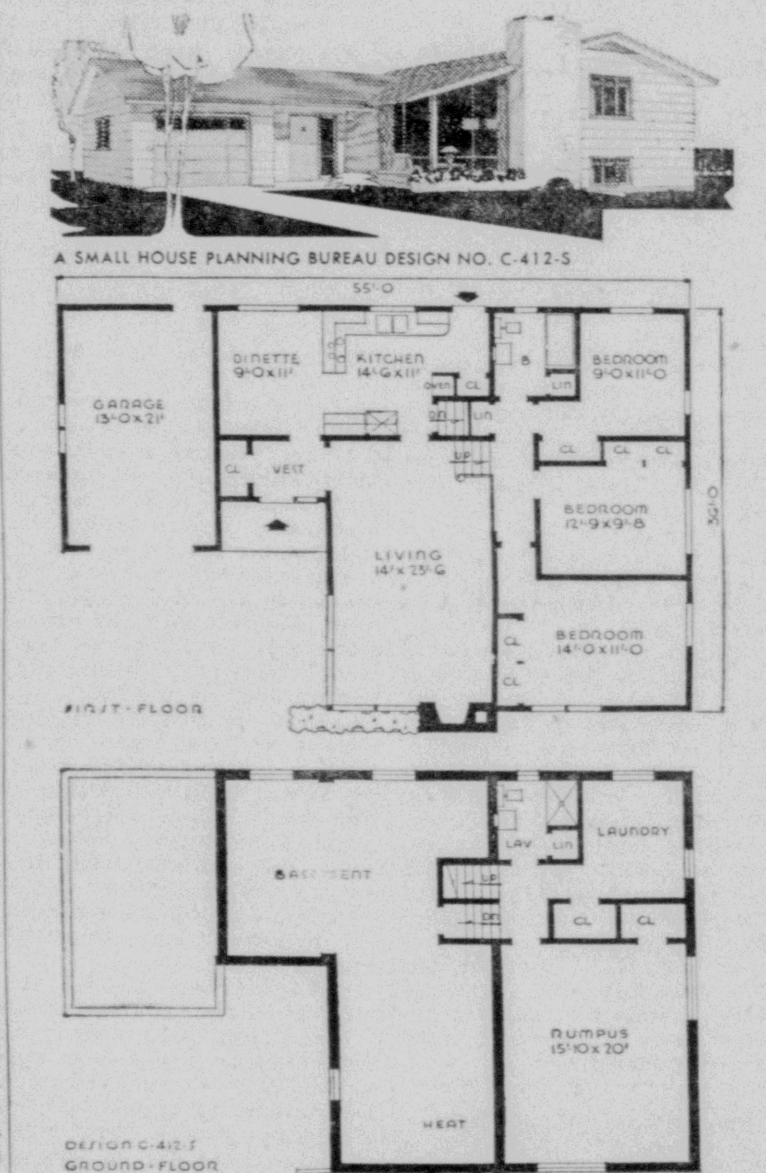 A SMALL HOUSE PLANNING BUREAU DESIGN NO. C-412-S
55'-0
DINETTE
9'-0X11'
KITCHEN
14'-6X11'
B
LIN
BEDROOM
9'-0X11'-0
GARAGE
13'-0X21'
OVEN
CL
DN
LIN
CL
VEST
UP
CL
CL
CL
BEDROOM
12'-9X9'-8
36'-0
LIVING
14'X23'-6
BEDROOM
14'-0X11'-0
CL
CL
FIRST-FLOOR
BASEMENT
LAV
LIN
LAUNDRY
UP
DN
CL
CL
RUMPUS
15'-10X20'
HEAT
DESIGN C-412-S
GROUND-FLOOR